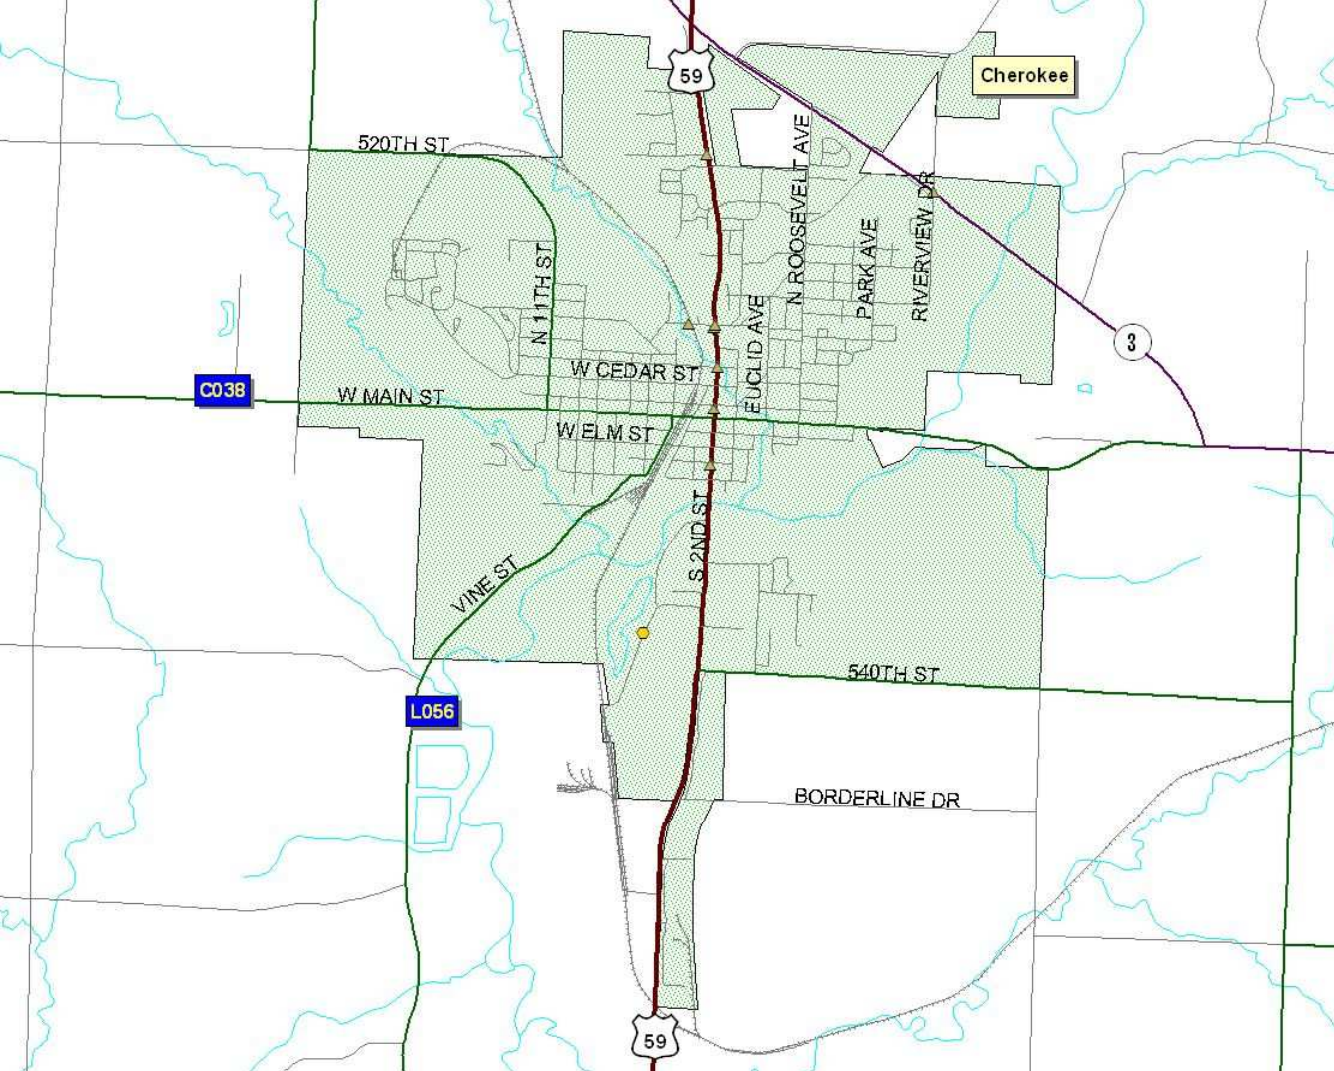 59
Cherokee
520TH ST
N ROOSEVELT AVE
RIVERVIEW DR
PARK AVE
N 11TH ST
EUCLID AVE
3
W CEDAR ST
C038
W MAIN ST
W ELM ST
S 2ND ST
VINE ST
540TH ST
L056
BORDERLINE DR
59